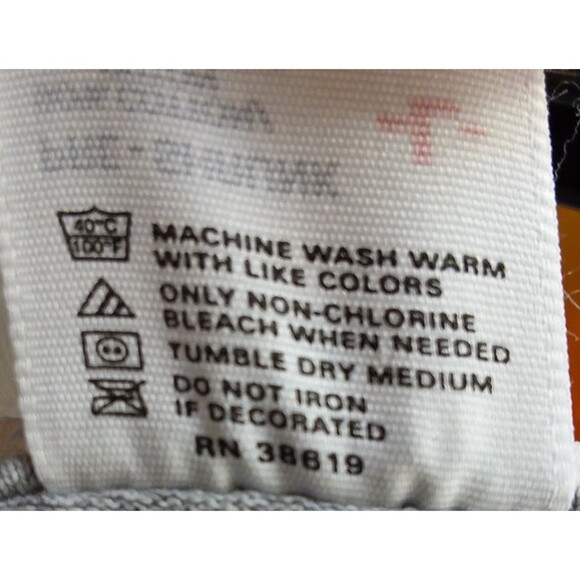 40°C
100°F
MACHINE WASH WARM
WITH LIKE COLORS
ONLY NON-CHLORINE
BLEACH WHEN NEEDED
TUMBLE DRY MEDIUM
DO NOT IRON
IF DECORATED
RN 38619